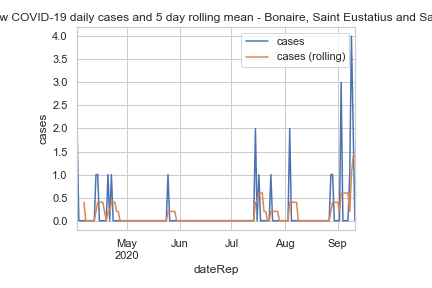 w COVID-19 daily cases and 5 day rolling mean - Bonaire, Saint Eustatius and Sa
cases
cases (rolling)
4.0
3.5
3.0
2.5
2.0
1.5
1.0
0.5
0.0
cases
May
2020
Jun
Jul
Aug
Sep
dateRep